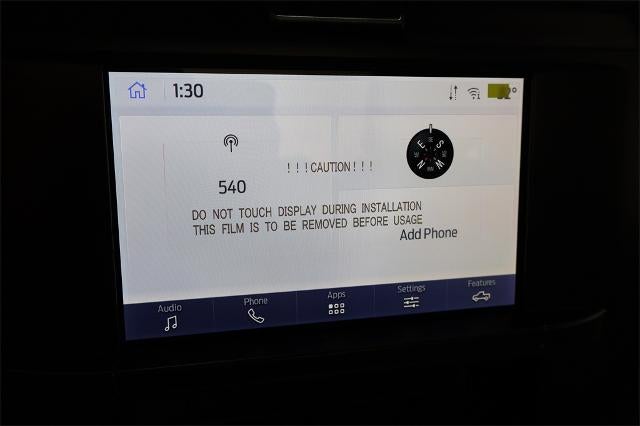 1:30
540
!!!CAUTION!!!
DO NOT TOUCH DISPLAY DURING INSTALLATION
THIS FILM IS TO BE REMOVED BEFORE USAGE
Add Phone
Audio
Phone
Apps
Settings
Features